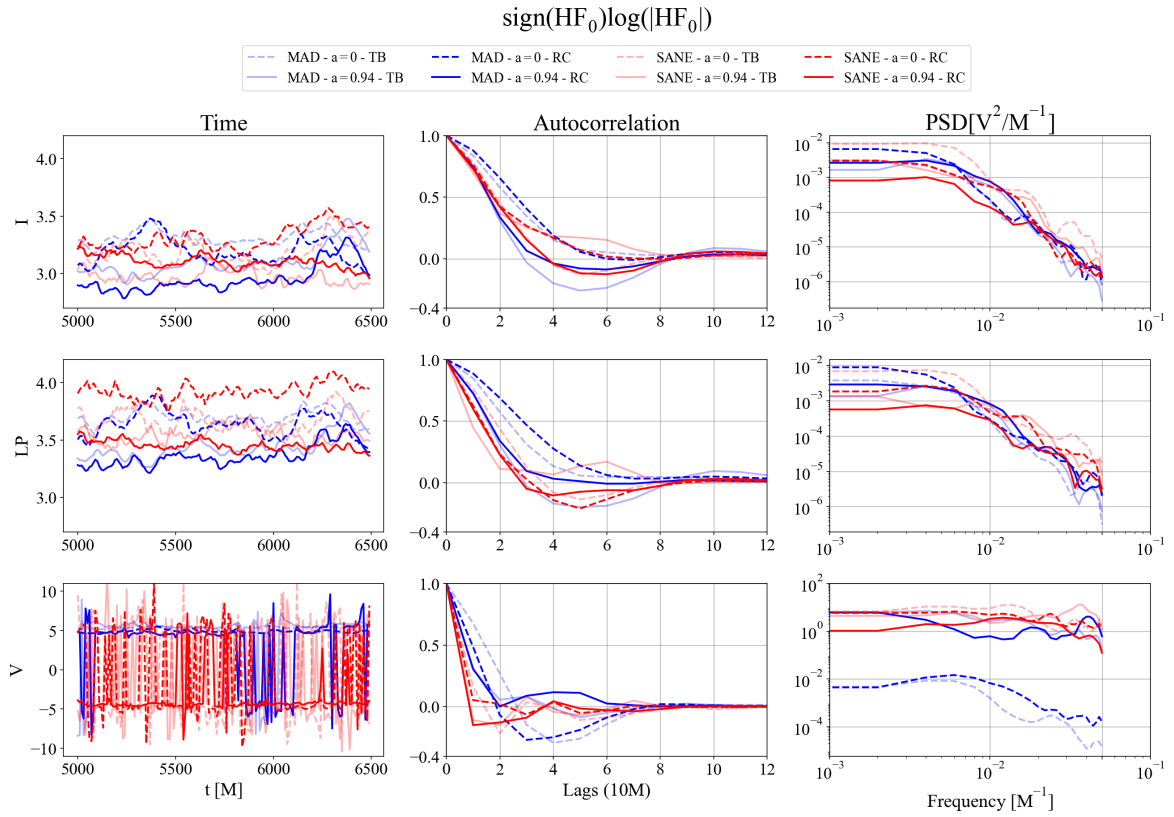 sign(HF₀)log(|HF₀|)
MAD - a = 0 - TB
MAD - a = 0 - RC
SANE - a = 0 - TB
SANE - a = 0 - RC
MAD - a = 0.94 - TB
MAD - a = 0.94 - RC
SANE - a = 0.94 - TB
SANE - a = 0.94 - RC
Time
Autocorrelation
PSD[V²/M⁻¹]
I
4.0
3.5
3.0
5000 5500 6000 6500
1.0
0.5
0.0
−0.4
0 2 4 6 8 10 12
10⁻²
10⁻³
10⁻⁴
10⁻⁵
10⁻⁶
10⁻³ 10⁻² 10⁻¹
LP
4.0
3.5
3.0
5000 5500 6000 6500
1.0
0.5
0.0
−0.4
0 2 4 6 8 10 12
10⁻²
10⁻³
10⁻⁴
10⁻⁵
10⁻⁶
10⁻³ 10⁻² 10⁻¹
V
10
5
0
−5
−10
5000 5500 6000 6500
t [M]
1.0
0.5
0.0
−0.4
0 2 4 6 8 10 12
Lags (10M)
10²
10⁰
10⁻²
10⁻⁴
10⁻³ 10⁻² 10⁻¹
Frequency [M⁻¹]